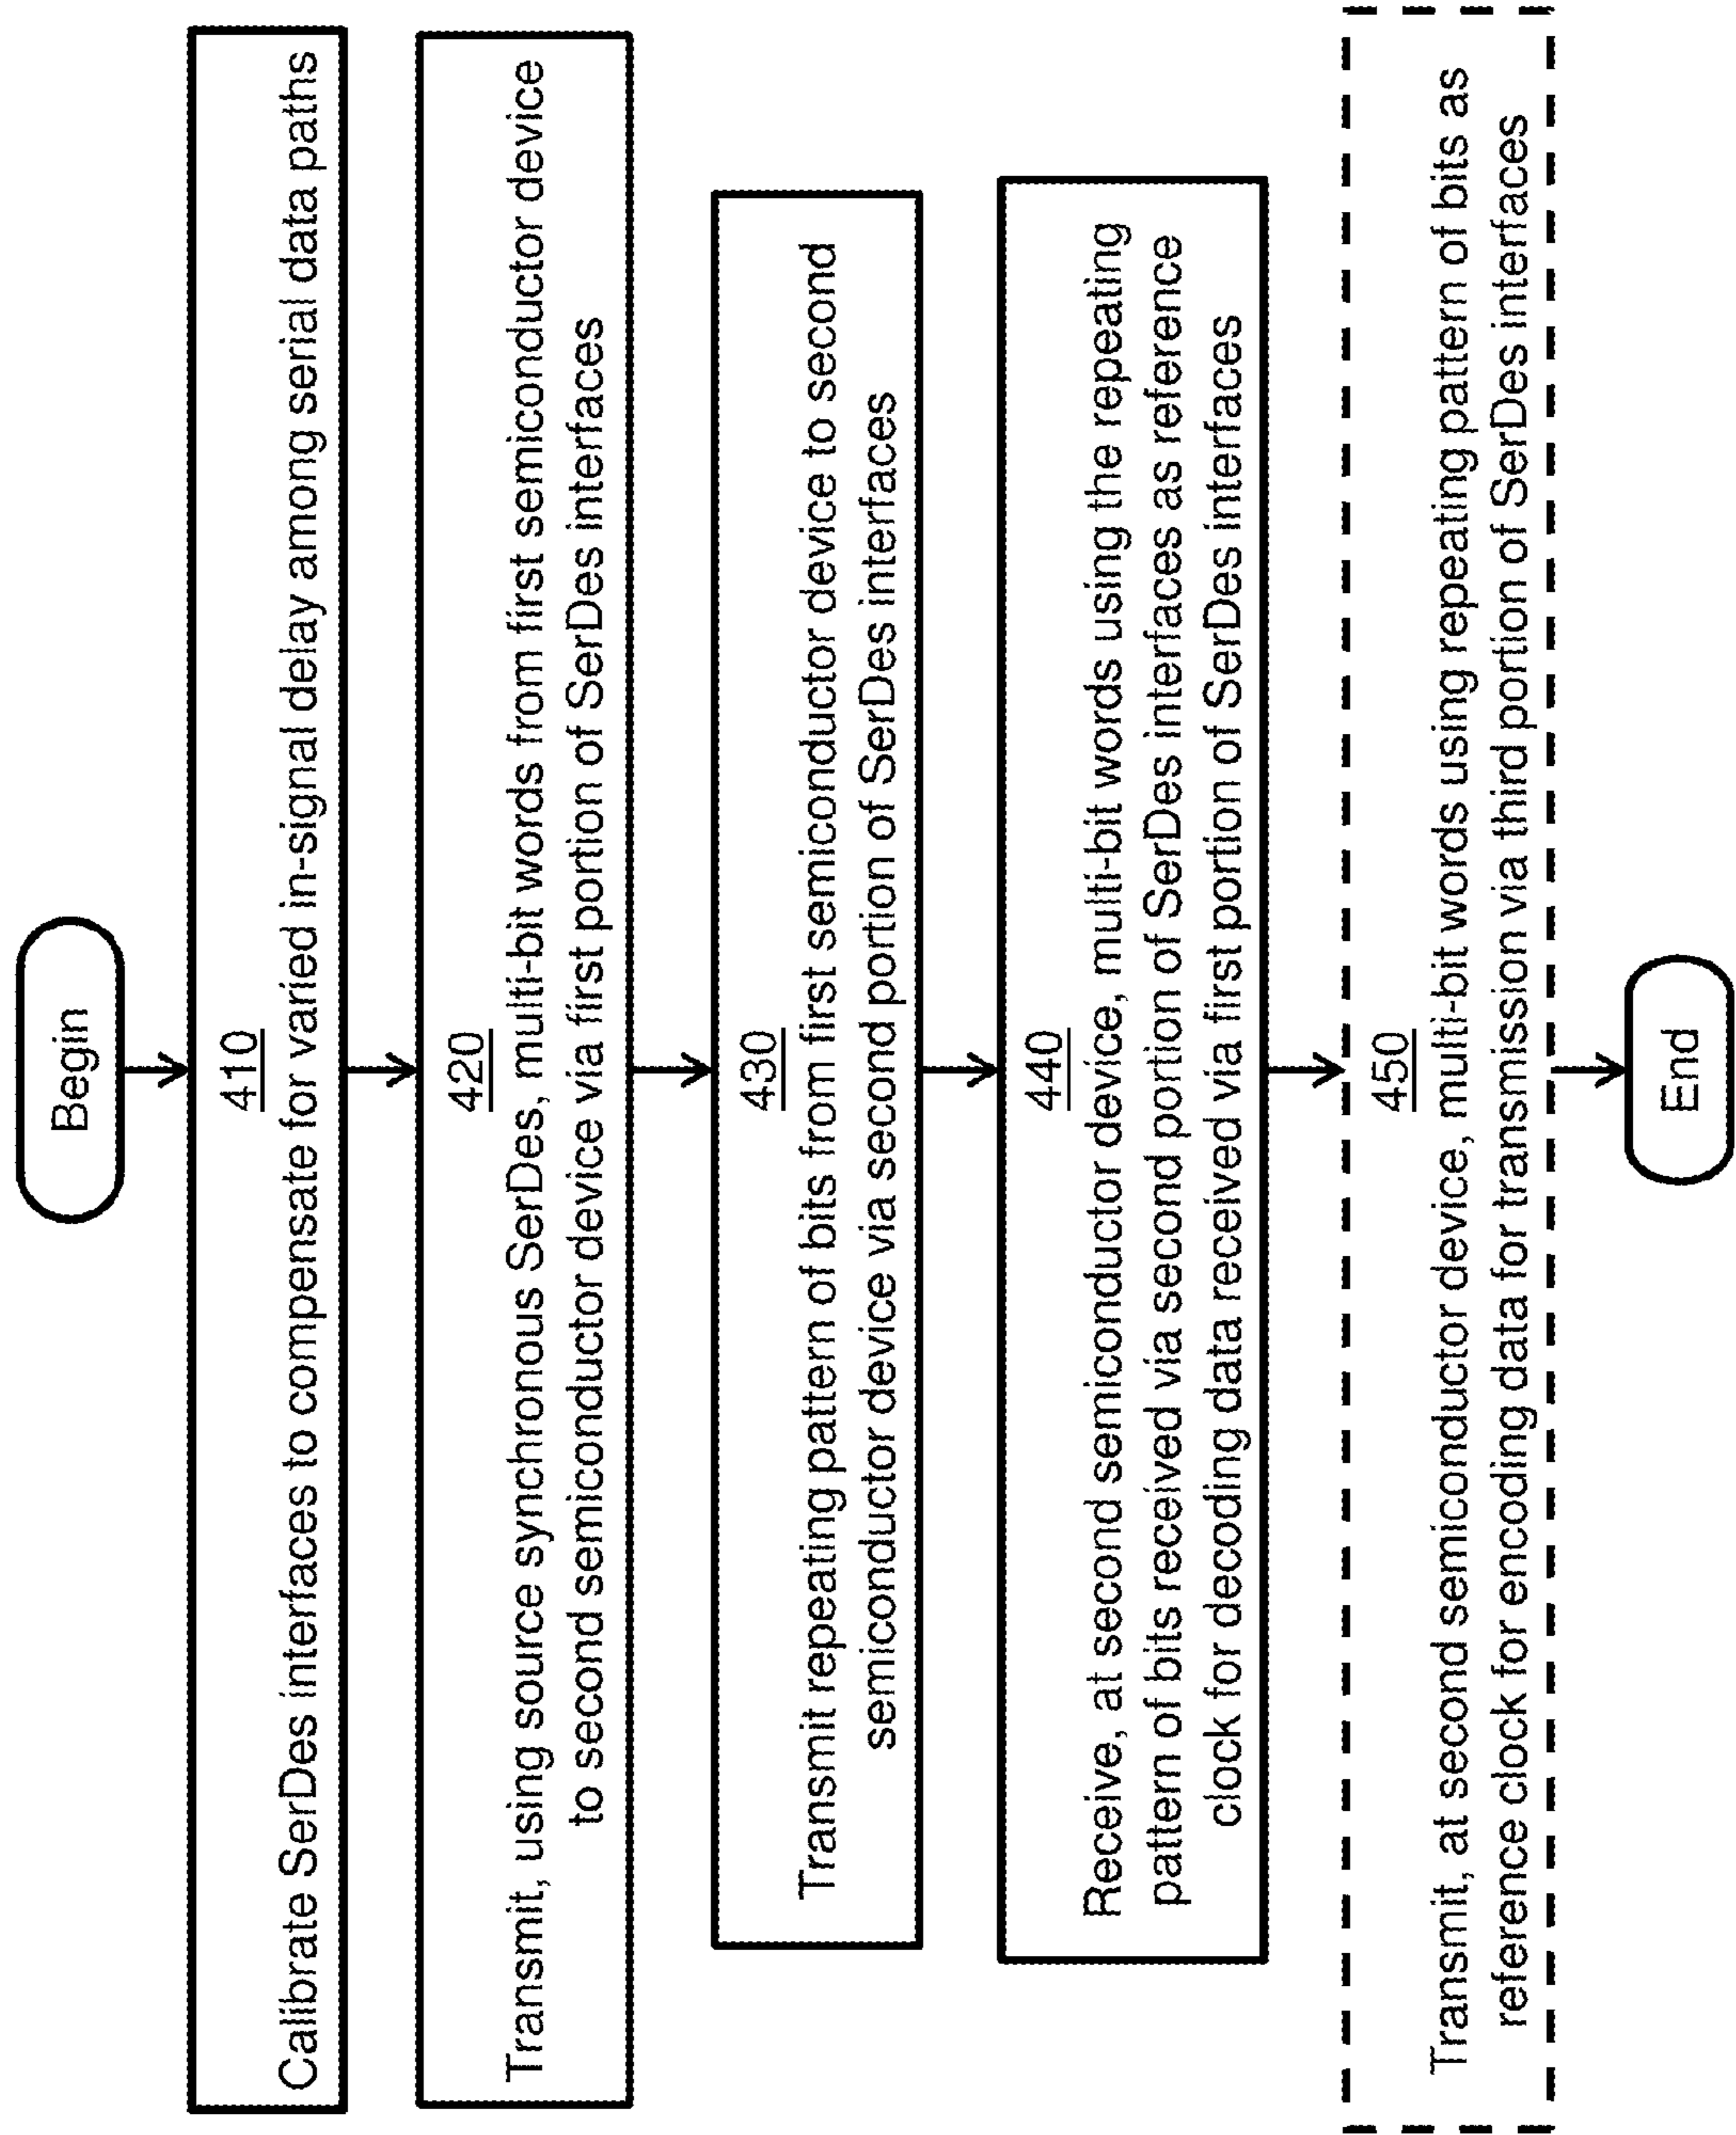 Begin
410
Calibrate SerDes interfaces to compensate for varied in-signal delay among serial data paths
420
Transmit, using source synchronous SerDes, multi-bit words from first semiconductor device
to second semiconductor device via first portion of SerDes interfaces
430
Transmit repeating pattern of bits from first semiconductor device to second
semiconductor device via second portion of SerDes interfaces
440
Receive, at second semiconductor device, multi-bit words using the repeating
pattern of bits received via second portion of SerDes interfaces as reference
clock for decoding data received via first portion of SerDes interfaces
450
Transmit, at second semiconductor device, multi-bit words using repeating pattern of bits as
reference clock for encoding data for transmission via third portion of SerDes interfaces
End